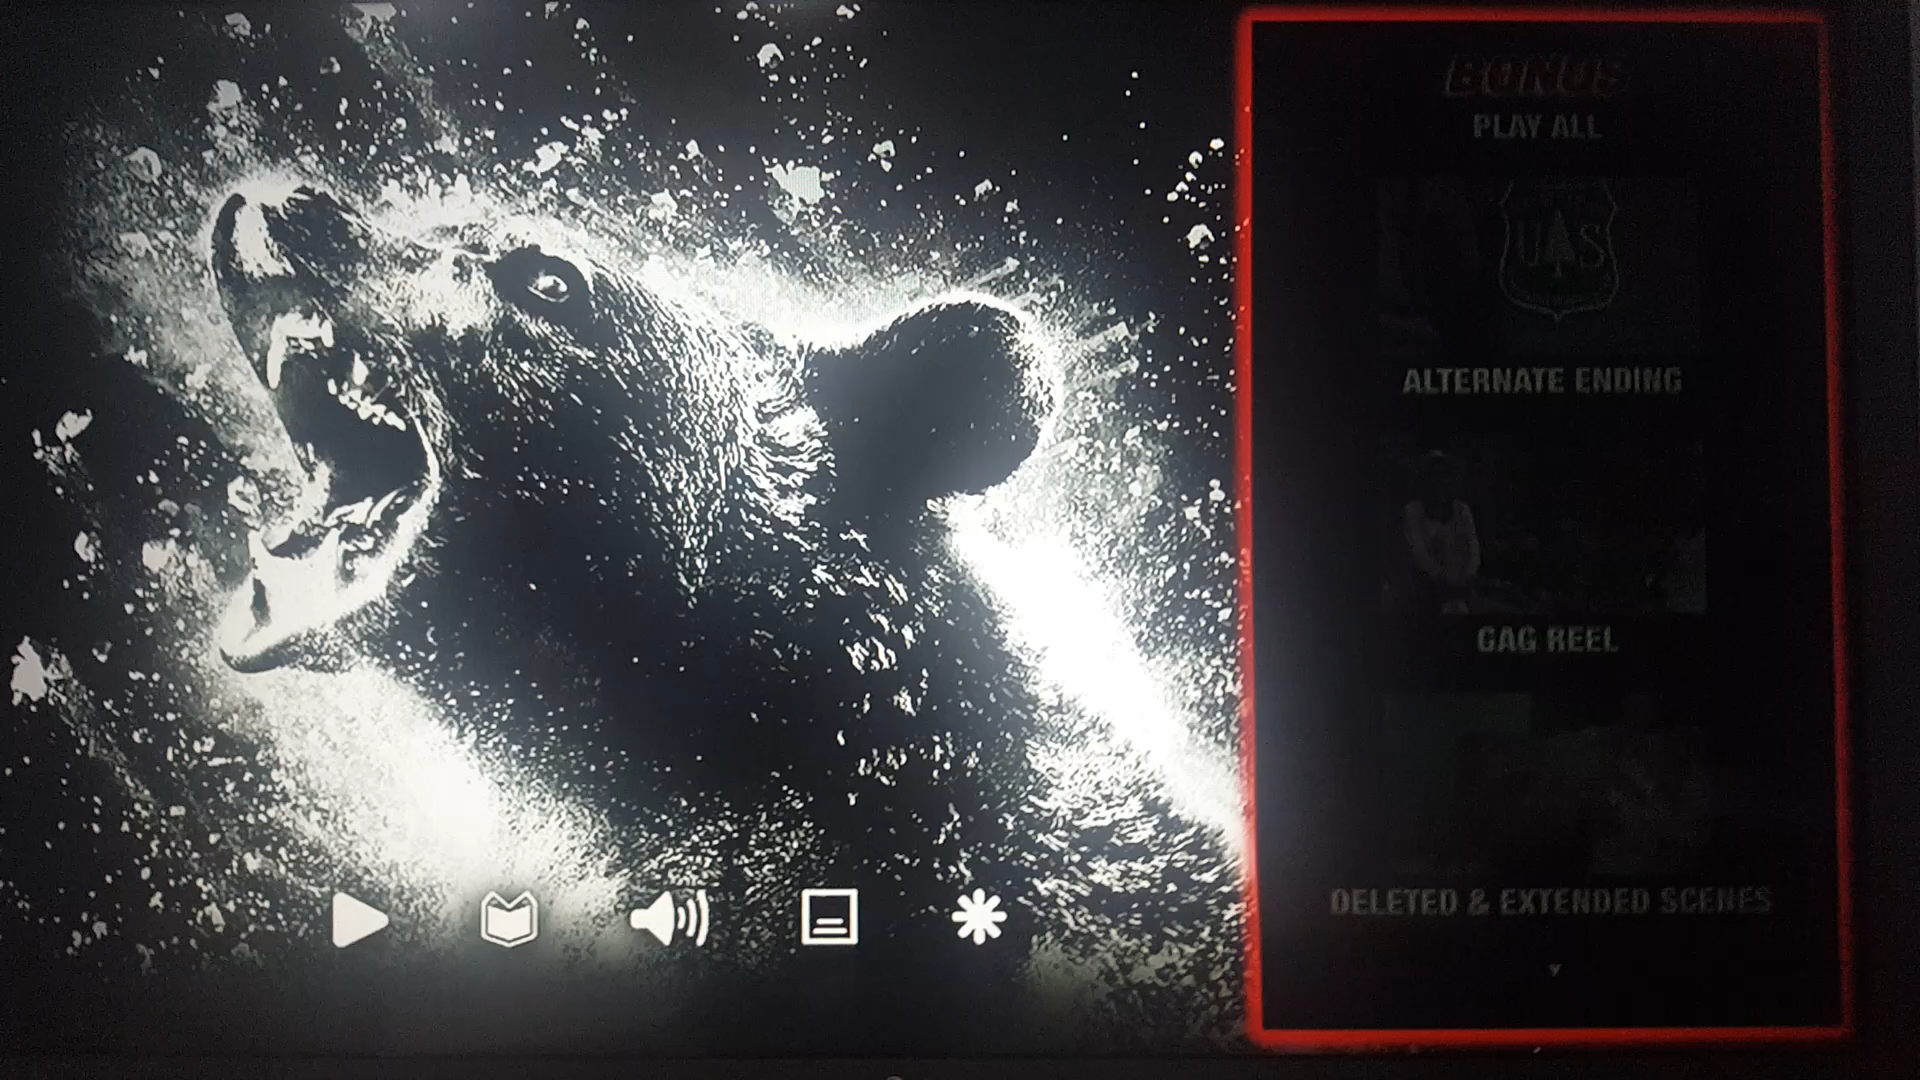 BONUS
PLAY ALL
U S
ALTERNATE ENDING
GAG REEL
DELETED & EXTENDED SCENES